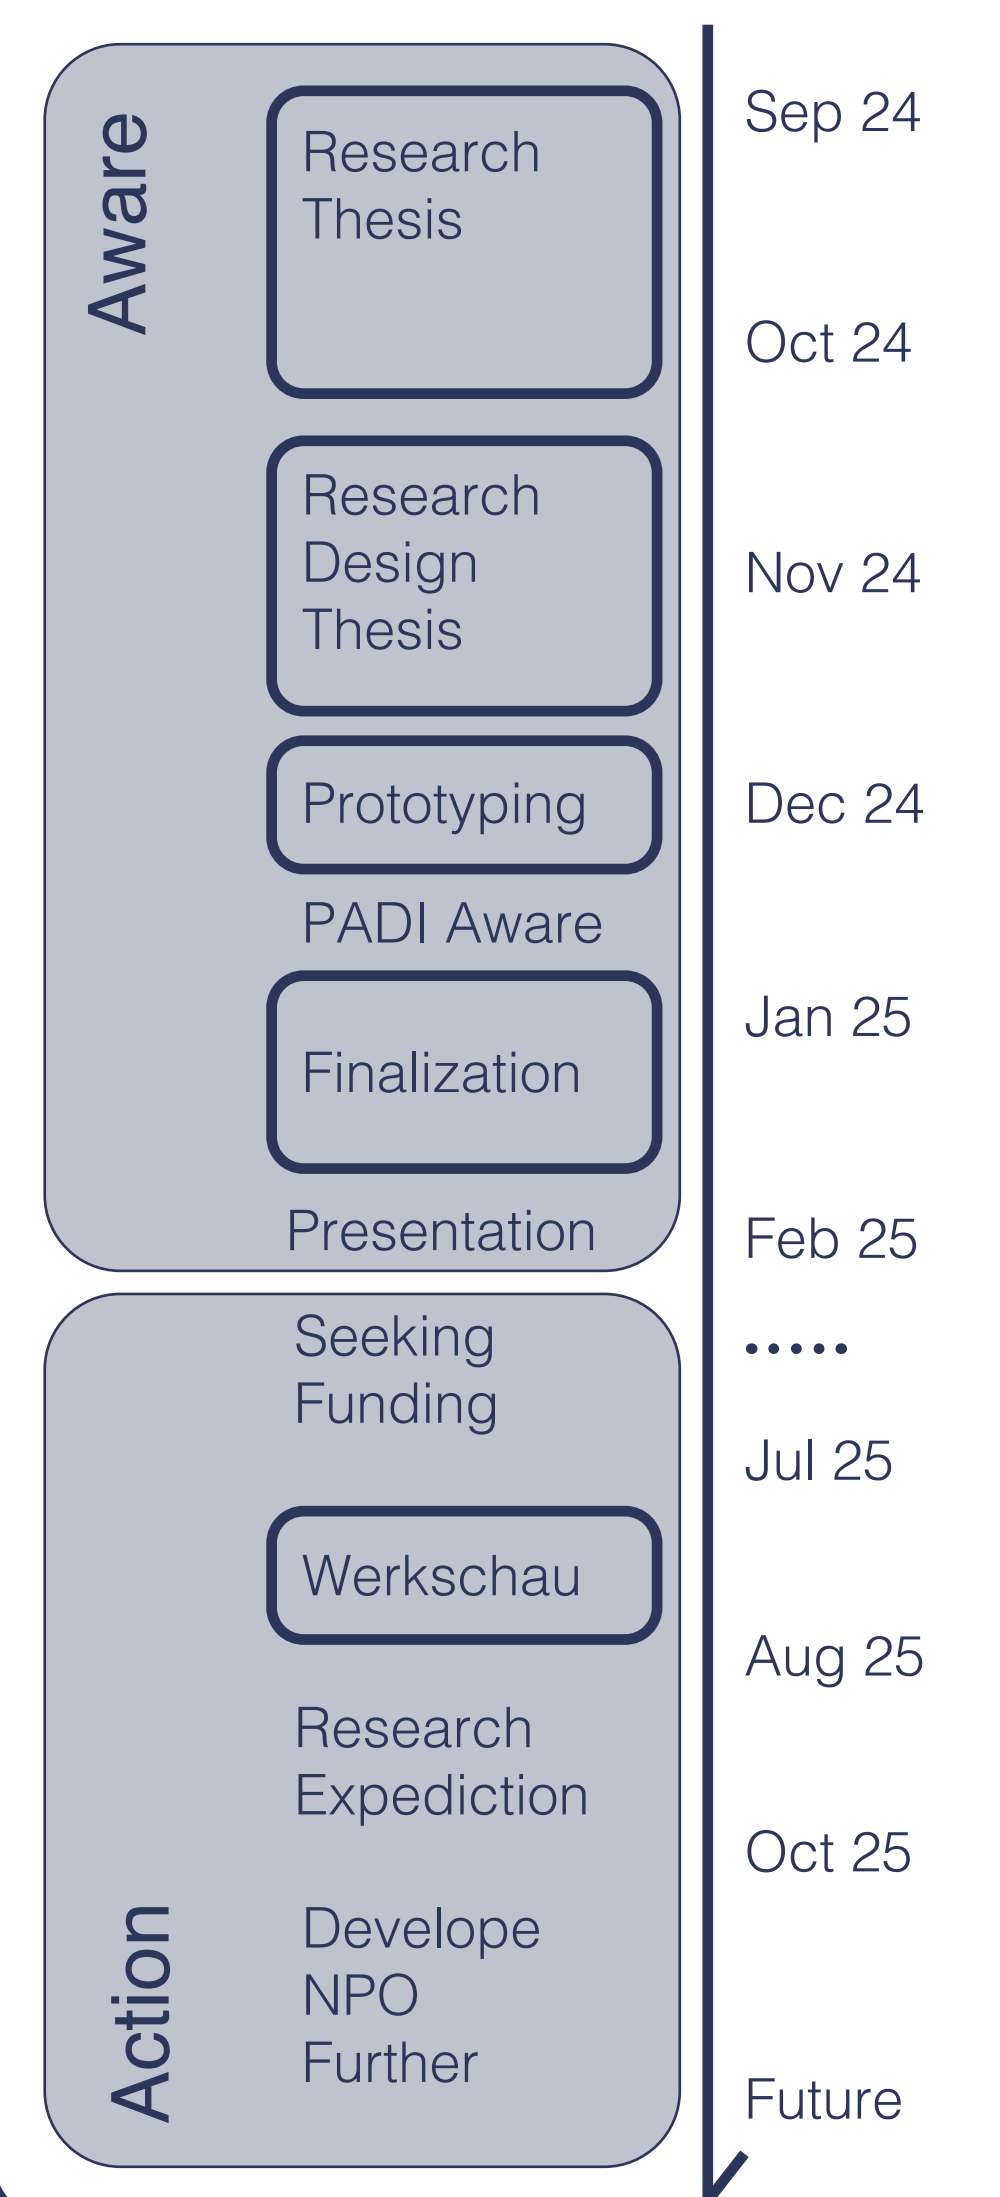 Aware
Research
Thesis
Research
Design
Thesis
Prototyping
PADI Aware
Finalization
Presentation
Seeking
Funding
Werkschau
Research
Expediction
Develope
NPO
Further
Action
Sep 24
Oct 24
Nov 24
Dec 24
Jan 25
Feb 25
.....
Jul 25
Aug 25
Oct 25
Future